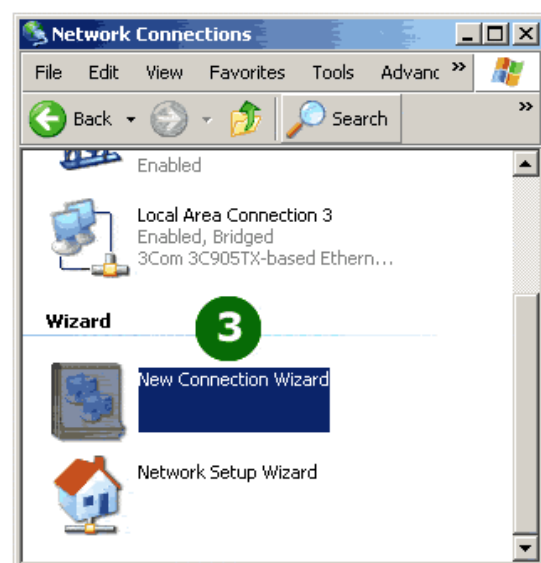 Network Connections
File Edit View Favorites Tools Advanc »
Back Search »
Enabled
Local Area Connection 3
Enabled, Bridged
3Com 3C905TX-based Ethern...
Wizard
3
New Connection Wizard
Network Setup Wizard